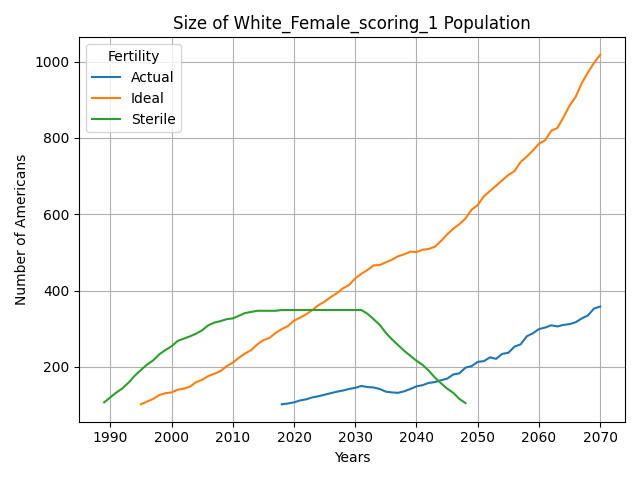 Size of White_Female_scoring_1 Population
Fertility
Actual
Ideal
Sterile
1000
800
600
400
200
Number of Americans
1990 2000 2010 2020 2030 2040 2050 2060 2070
Years